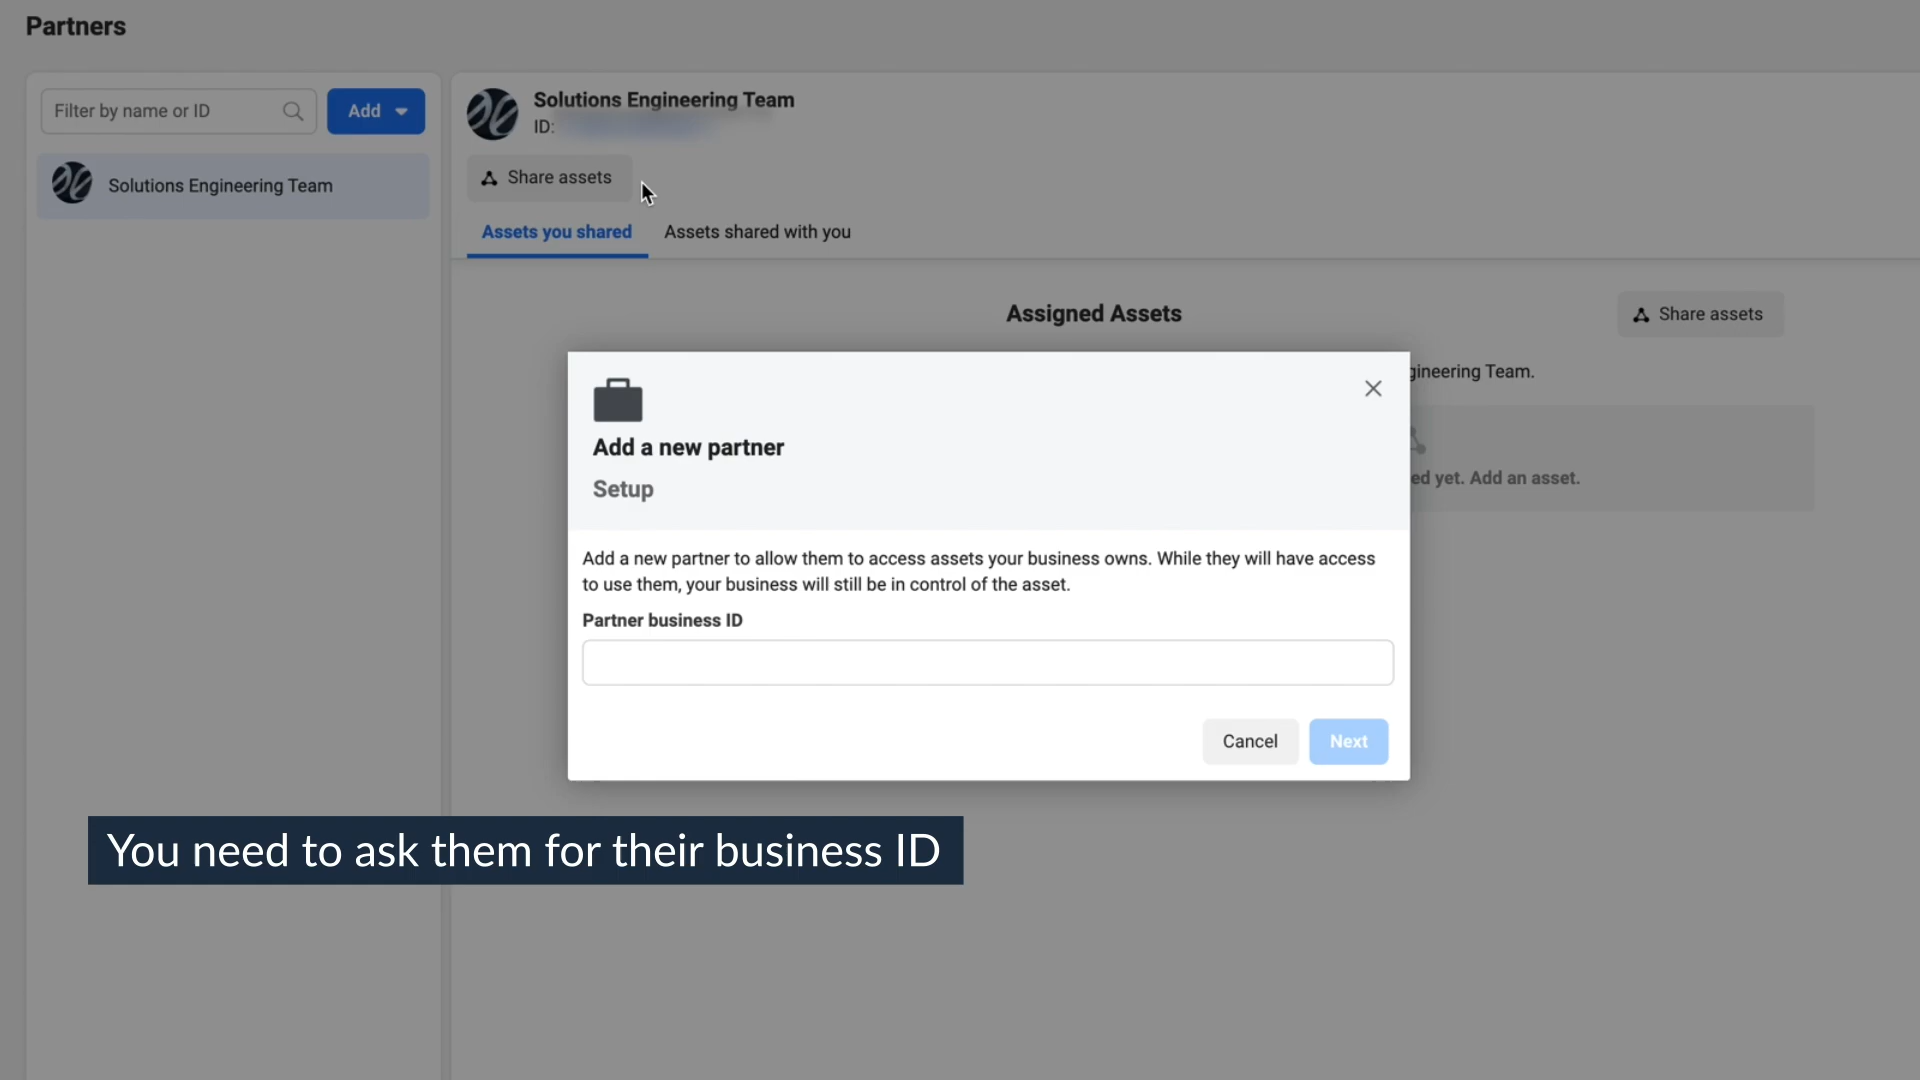 Partners
Filter by name or ID
Add
Solutions Engineering Team
Solutions Engineering Team
ID:
Share assets
Assets you shared
Assets shared with you
Assigned Assets
Share assets
gineering Team.
ed yet. Add an asset.
Add a new partner
Setup
Add a new partner to allow them to access assets your business owns. While they will have access
to use them, your business will still be in control of the asset.
Partner business ID
Cancel
Next
You need to ask them for their business ID